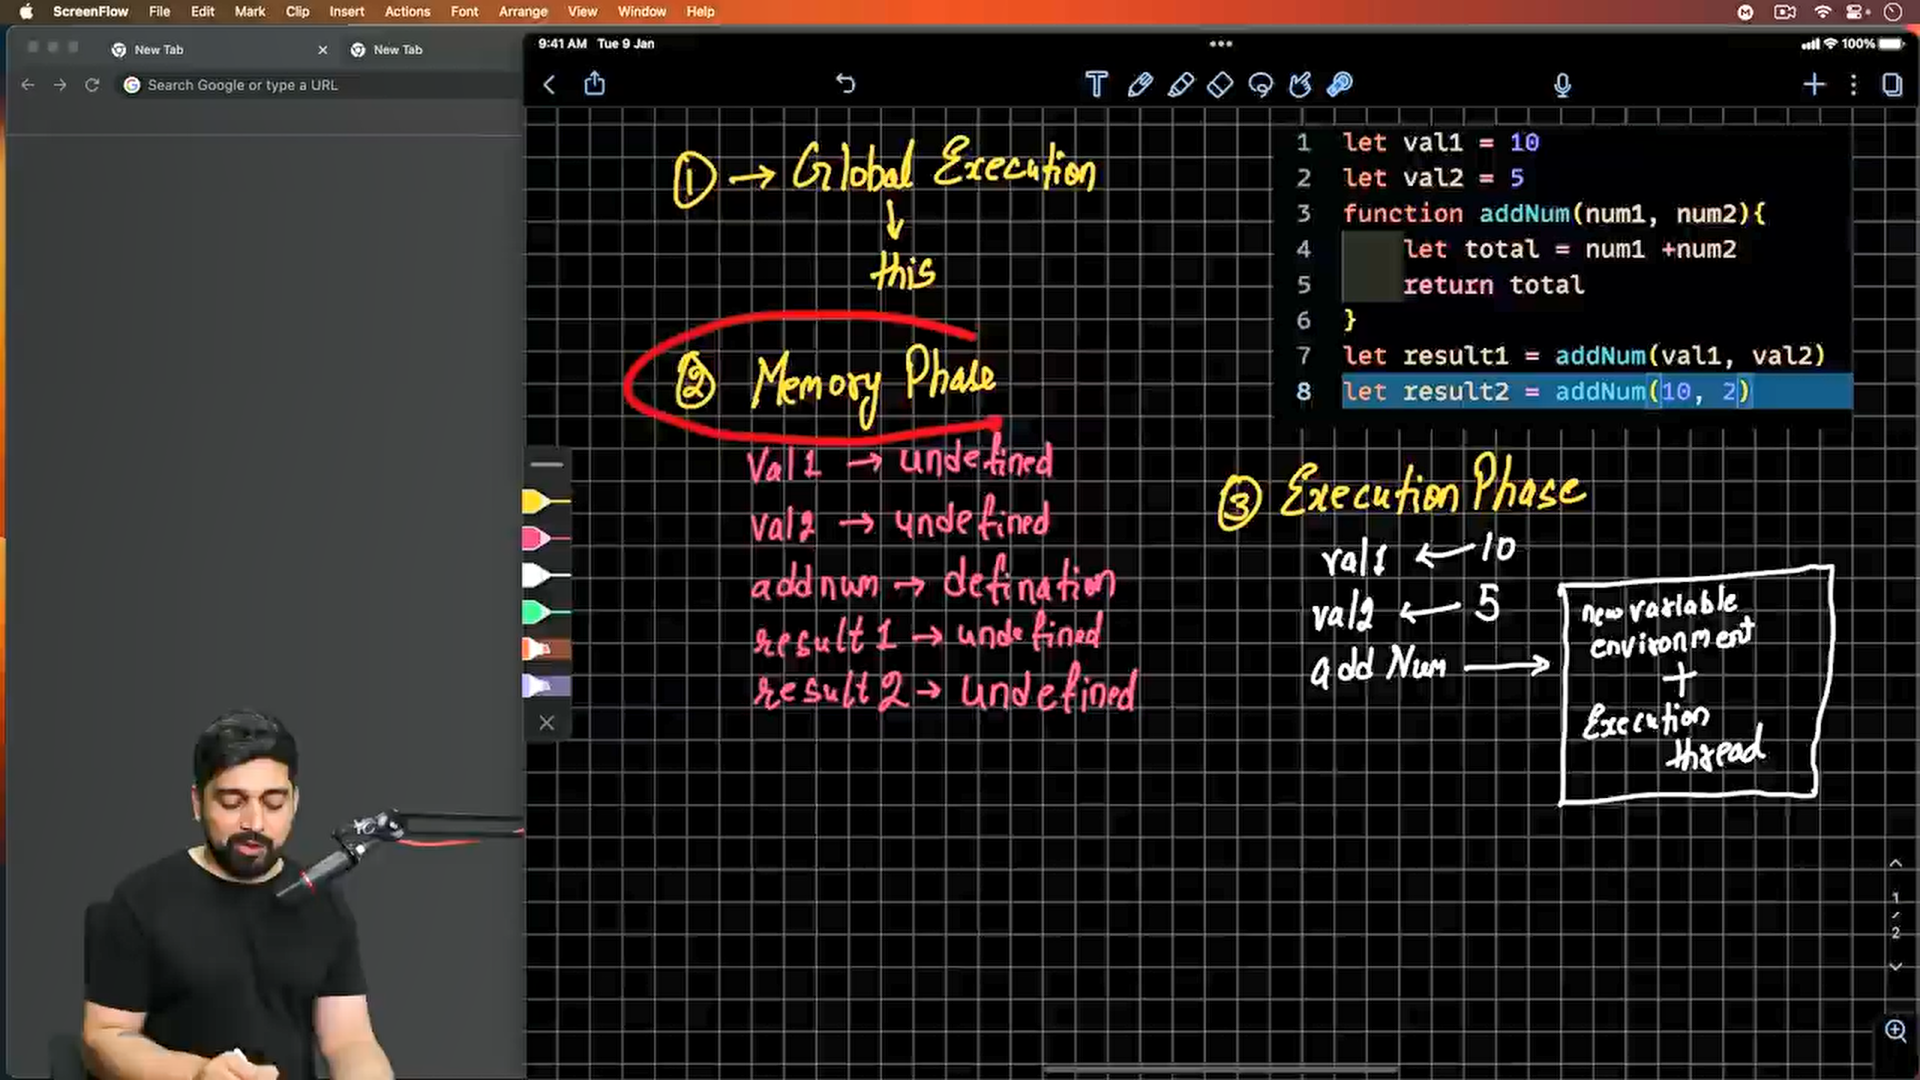 ScreenFlow File Edit Mark Clip Insert Actions Font Arrange View Window Help
New Tab
New Tab
Search Google or type a URL
9:41 AM Tue 9 Jan
100%
1 → Global Execution
↓
this
2 Memory Phase
Val1 → undefined
val2 → undefined
addnum → defination
result 1 → undefined
result 2 → undefined
1 let val1 = 10
2 let val2 = 5
3 function addNum(num1, num2){
4 let total = num1 +num2
5 return total
6 }
7 let result1 = addNum(val1, val2)
8 let result2 = addNum(10, 2)
3 Execution Phase
val1 ← 10
val2 ← 5
add Num →
new variable
environment
+
Execution
thread
1
2